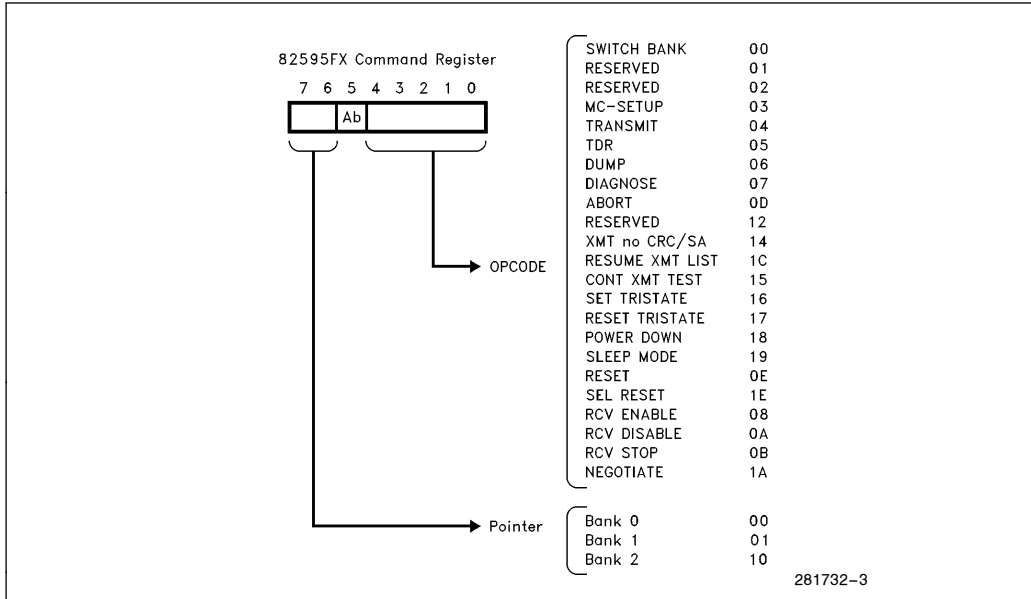 82595FX Command Register
7 6 5 4 3 2 1 0
Ab
OPCODE
SWITCH BANK 00
RESERVED 01
RESERVED 02
MC-SETUP 03
TRANSMIT 04
TDR 05
DUMP 06
DIAGNOSE 07
ABORT 0D
RESERVED 12
XMT no CRC/SA 14
RESUME XMT LIST 1C
CONT XMT TEST 15
SET TRISTATE 16
RESET TRISTATE 17
POWER DOWN 18
SLEEP MODE 19
RESET 0E
SEL RESET 1E
RCV ENABLE 08
RCV DISABLE 0A
RCV STOP 0B
NEGOTIATE 1A
Pointer
Bank 0 00
Bank 1 01
Bank 2 10
281732-3